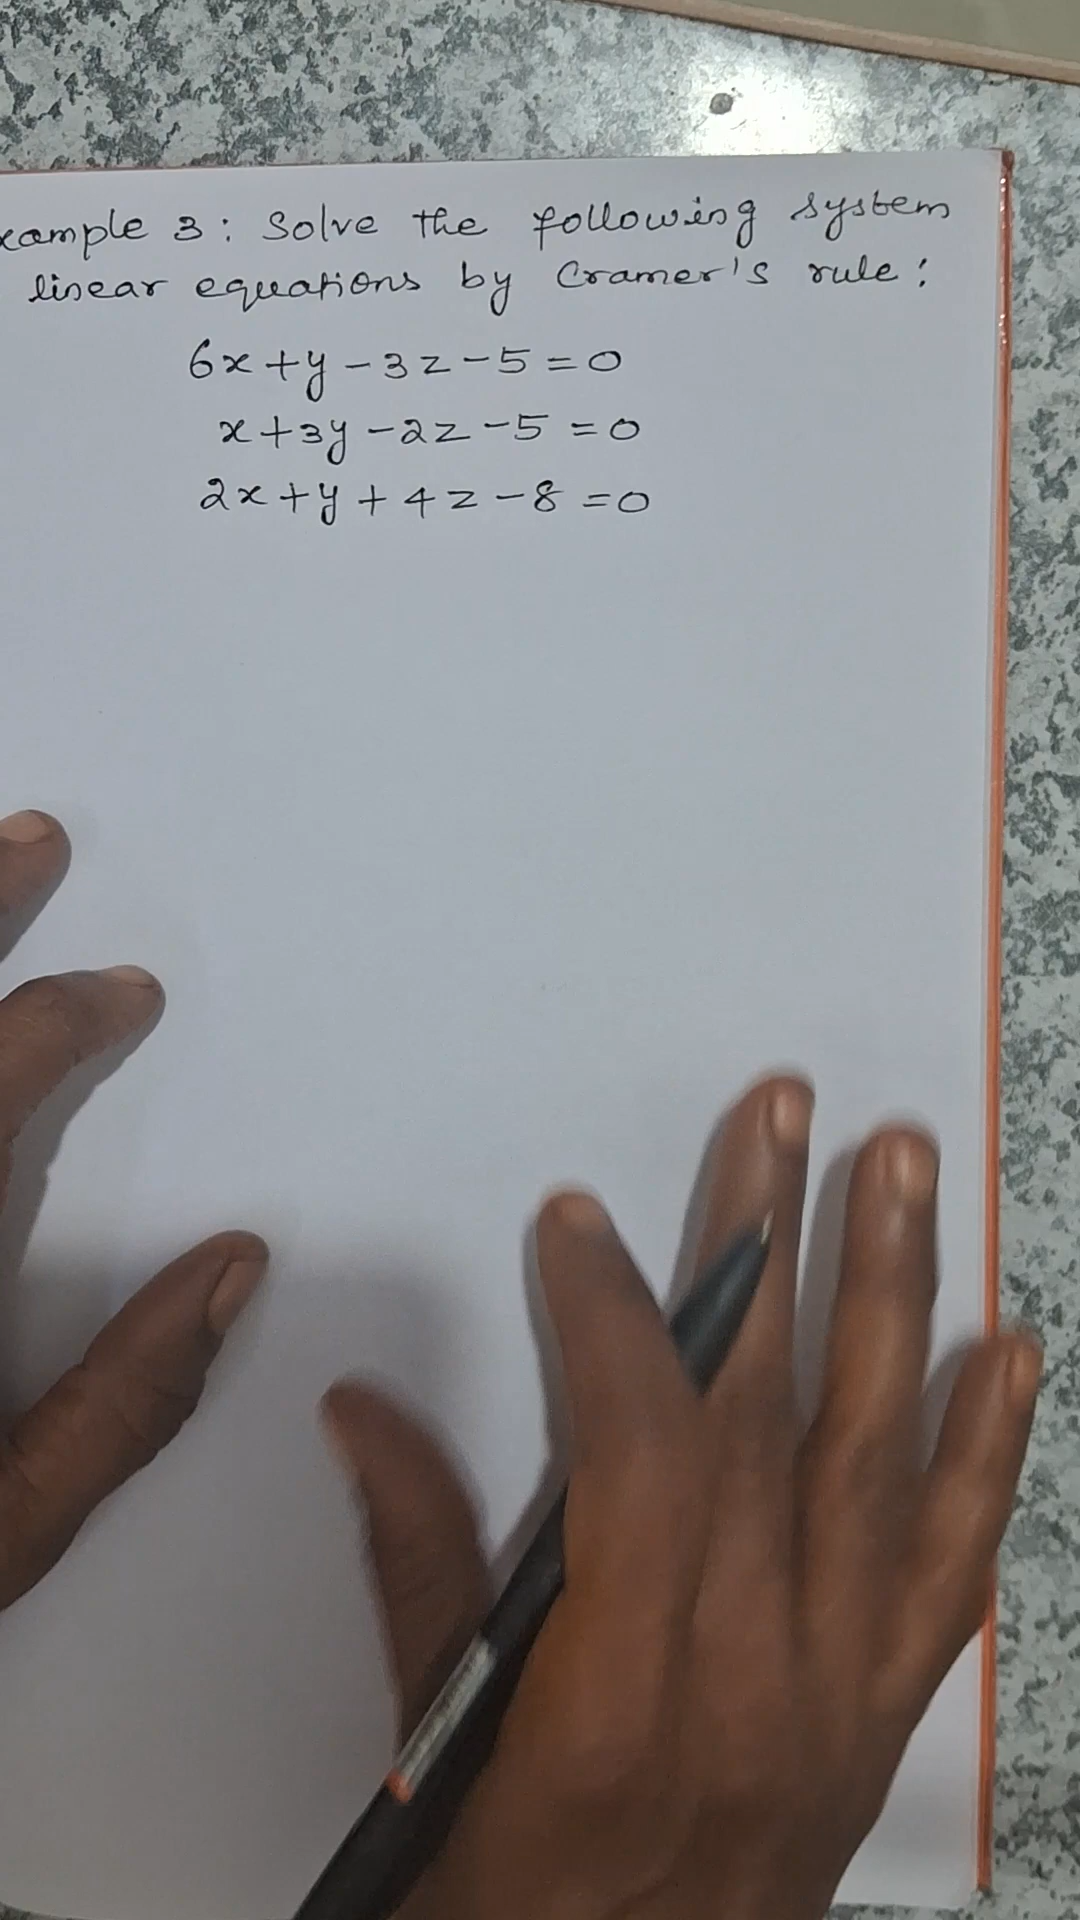 xample 3: Solve the following system
linear equations by Cramer's rule:
6x+y-3z-5=0
x+3y-2z-5=0
2x+y+4z-8=0